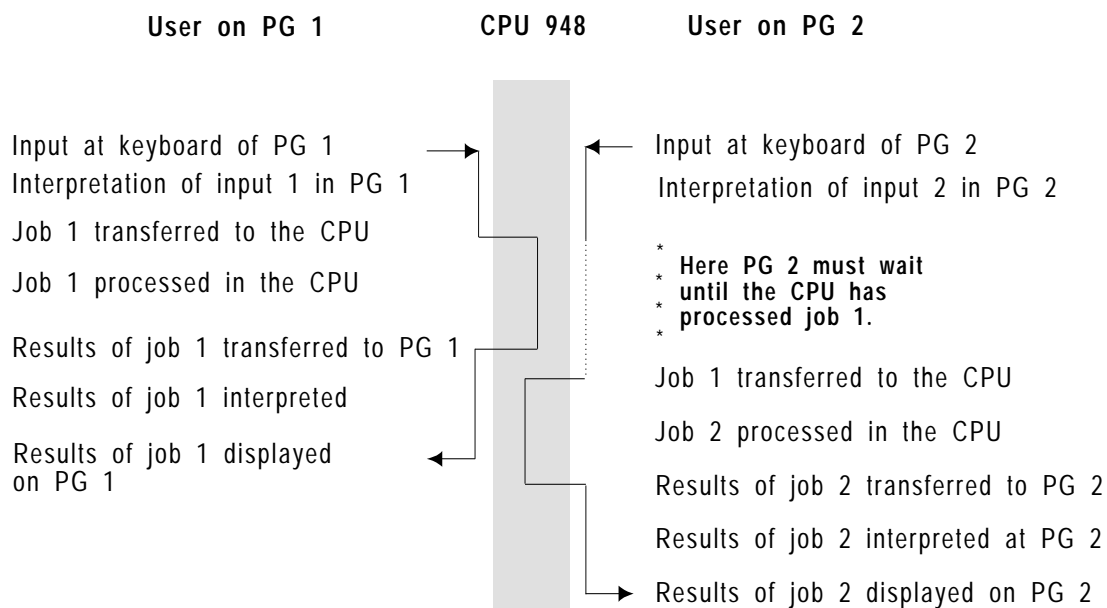 User on PG 1
CPU 948
User on PG 2
Input at keyboard of PG 1
Interpretation of input 1 in PG 1
Job 1 transferred to the CPU
Job 1 processed in the CPU
Results of job 1 transferred to PG 1
Results of job 1 interpreted
Results of job 1 displayed
on PG 1
Input at keyboard of PG 2
Interpretation of input 2 in PG 2
*
* Here PG 2 must wait
* until the CPU has
* processed job 1.
*
Job 1 transferred to the CPU
Job 2 processed in the CPU
Results of job 2 transferred to PG 2
Results of job 2 interpreted at PG 2
Results of job 2 displayed on PG 2